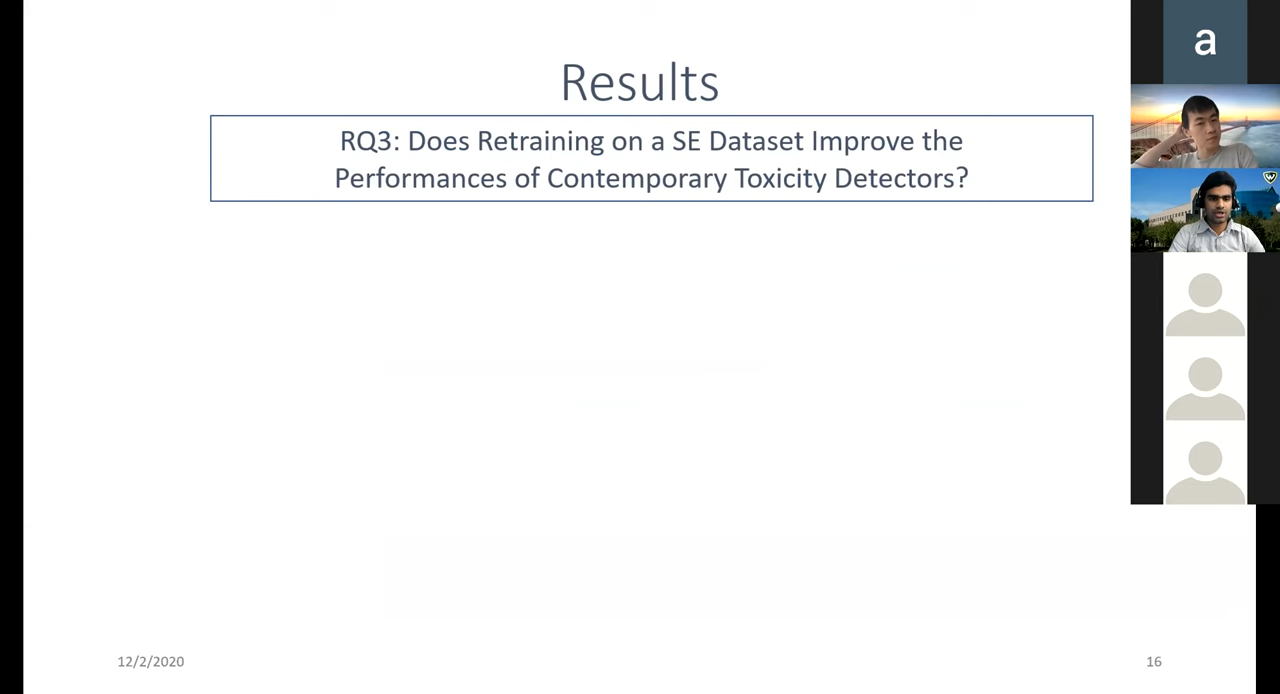 Results
RQ3: Does Retraining on a SE Dataset Improve the
Performances of Contemporary Toxicity Detectors?
12/2/2020
16
a